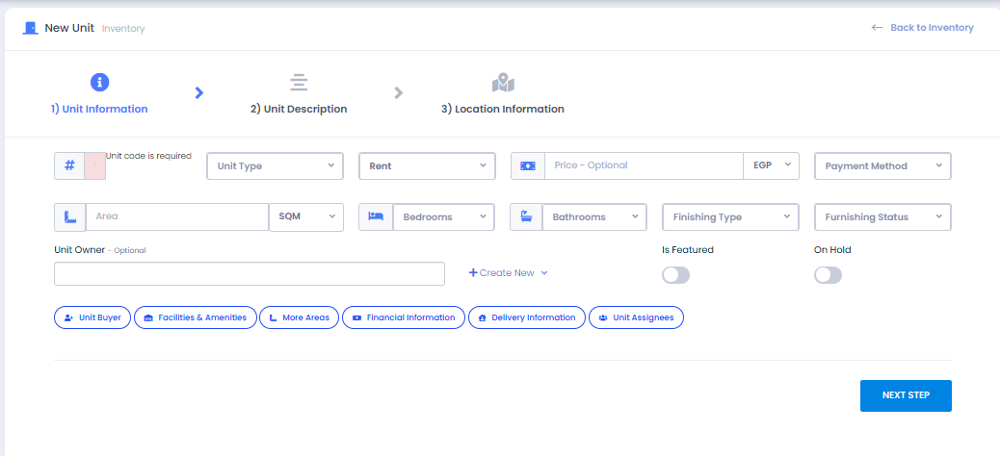 New Unit Inventory
Back to Inventory
1) Unit Information
2) Unit Description
3) Location Information
# Unit code is required
Unit Type
Rent
Price - Optional
EGP
Payment Method
Area
SQM
Bedrooms
Bathrooms
Finishing Type
Furnishing Status
Unit Owner - Optional
Is Featured
On Hold
+ Create New
Unit Buyer
Facilities & Amenities
More Areas
Financial Information
Delivery Information
Unit Assignees
NEXT STEP